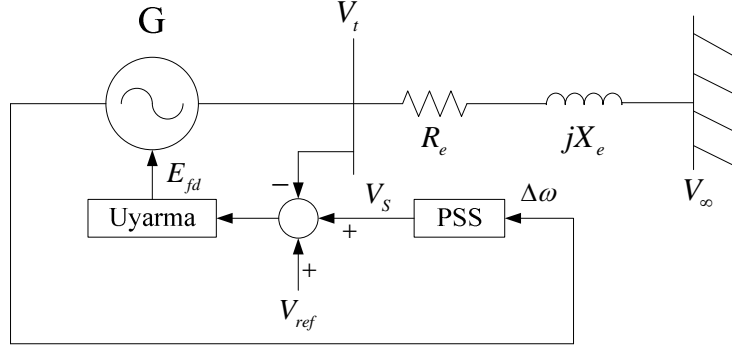 G
V_t
R_e
jX_e
V_∞
E_fd
−
V_S
Δω
Uyarma
PSS
+
+
V_ref